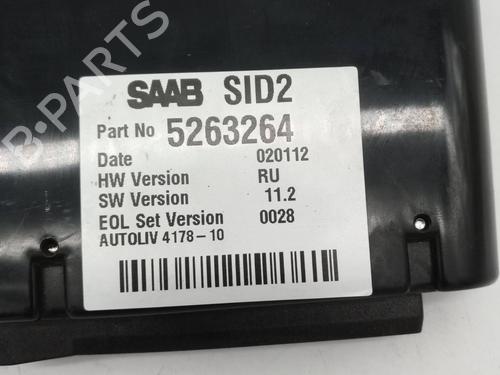 SAAB SID2
Part No 5263264
Date 020112
HW Version RU
SW Version 11.2
EOL Set Version 0028
AUTOLIV 4178-10
B-PARTS